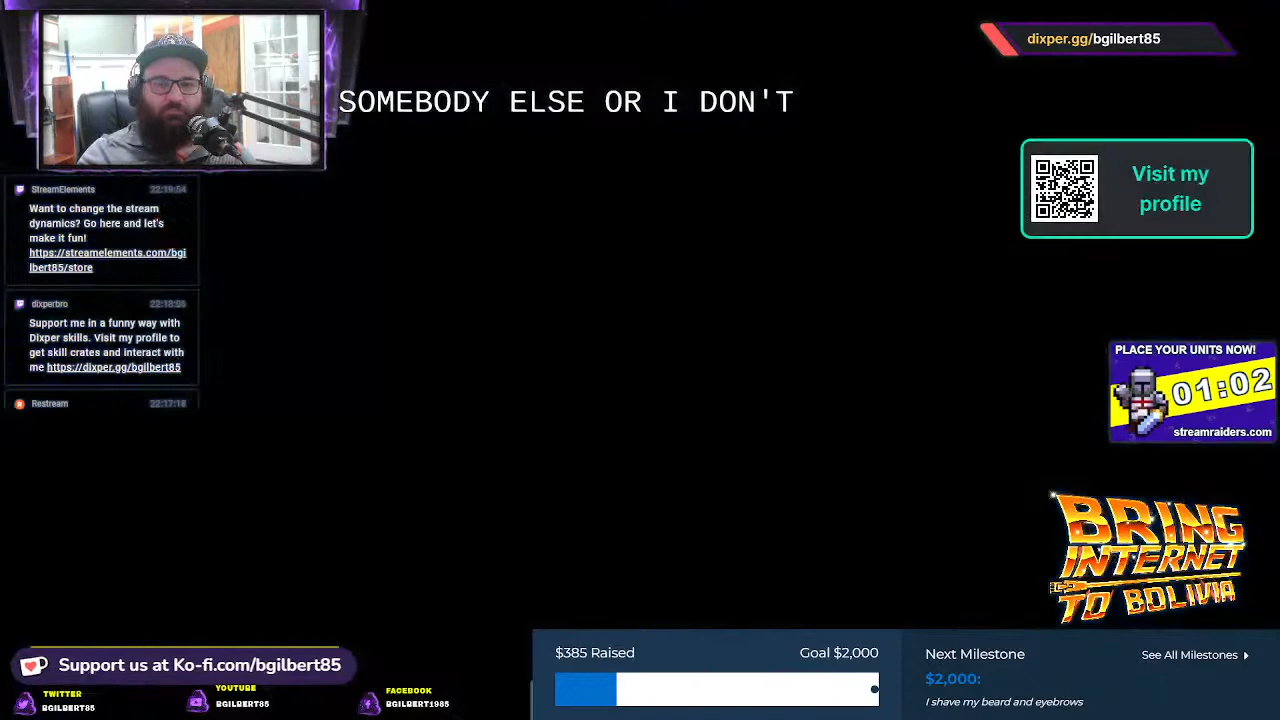 dixper.gg/bgilbert85
SOMEBODY ELSE OR I DON'T
Visit my
profile
StreamElements 22:19:54
Want to change the stream
dynamics? Go here and let's
make it fun!
https://streamelements.com/bgi
lbert85/store
dixperbro 22:18:06
Support me in a funny way with
Dixper skills. Visit my profile to
get skill crates and interact with
me https://dixper.gg/bgilbert85
Restream 22:17:18
PLACE YOUR UNITS NOW!
01:02
streamraiders.com
BRING
INTERNET
TO BOLIVIA
$385 Raised Goal $2,000
Next Milestone See All Milestones
$2,000:
I shave my beard and eyebrows
Support us at Ko-fi.com/bgilbert85
TWITTER
BGILBERT85
YOUTUBE
BGILBERT85
FACEBOOK
BGILBERT1985